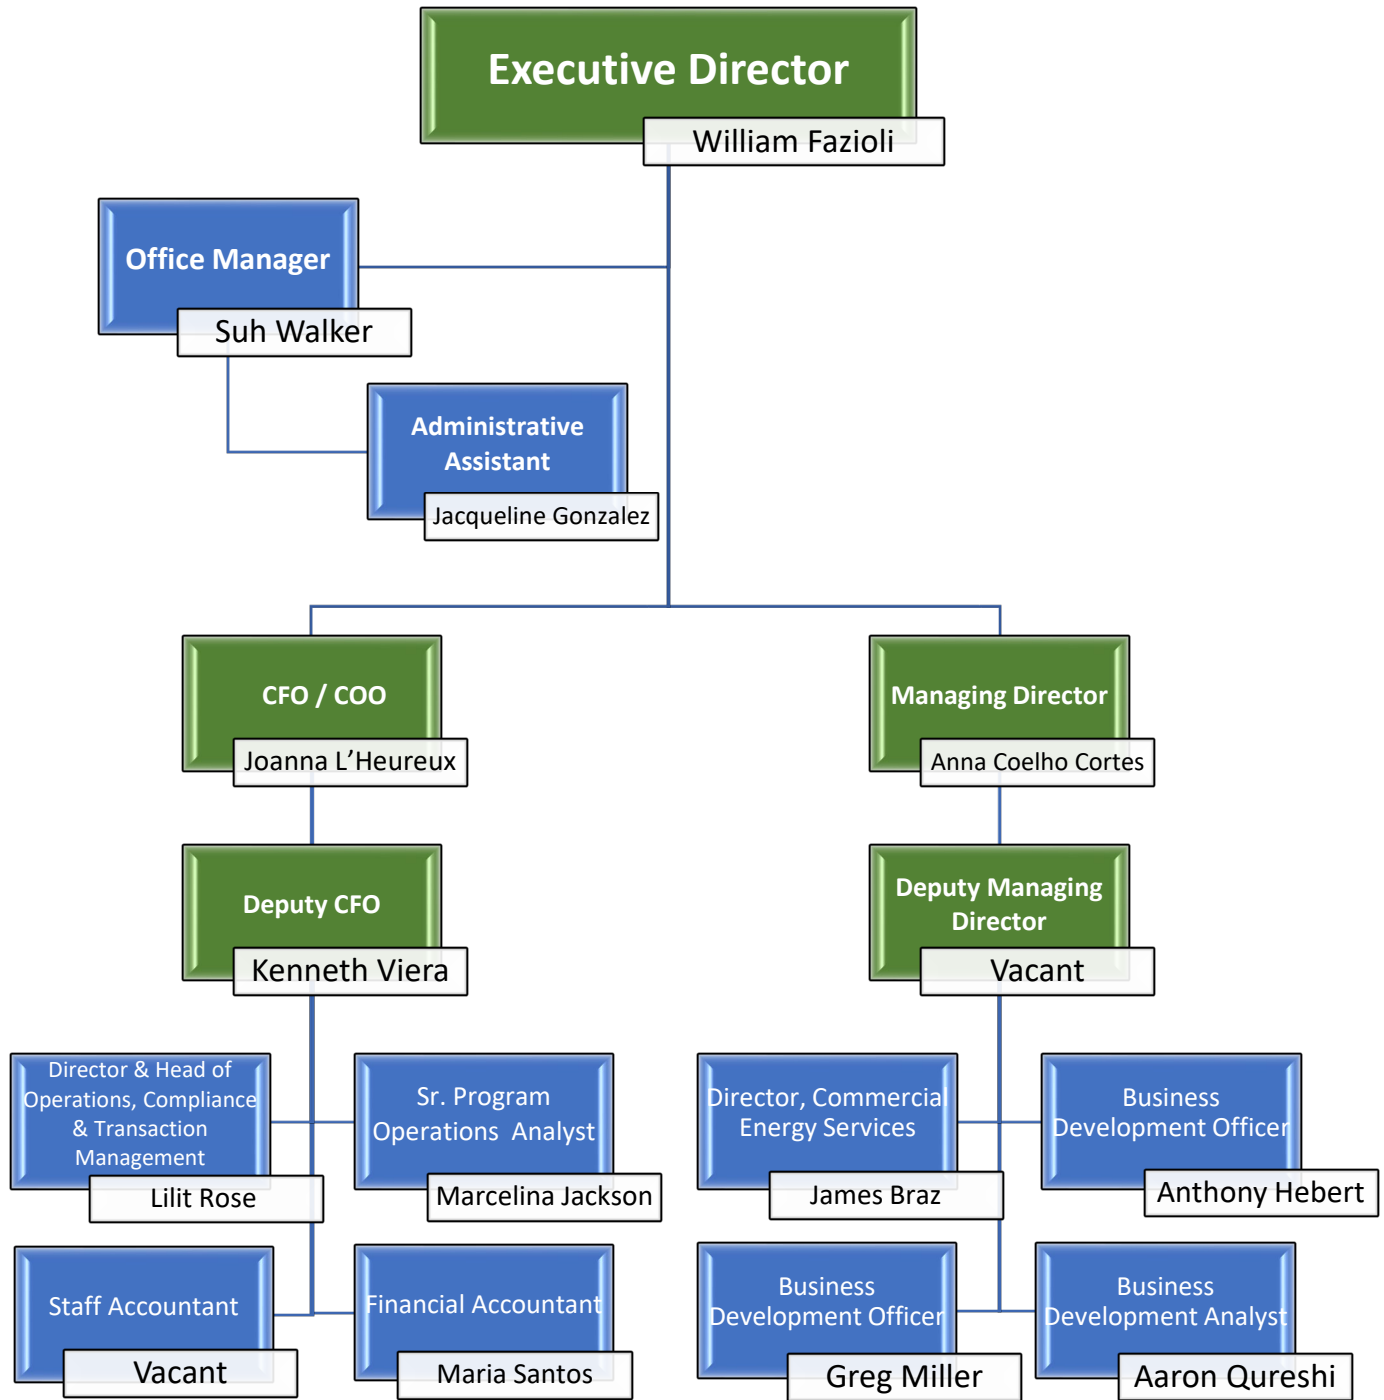 Executive Director
William Fazioli
Office Manager
Suh Walker
Administrative
Assistant
Jacqueline Gonzalez
CFO / COO
Joanna L’Heureux
Managing Director
Anna Coelho Cortes
Deputy CFO
Kenneth Viera
Deputy Managing
Director
Vacant
Director & Head of
Operations, Compliance
& Transaction
Management
Lilit Rose
Sr. Program
Operations Analyst
Marcelina Jackson
Director, Commercial
Energy Services
James Braz
Business
Development Officer
Anthony Hebert
Staff Accountant
Vacant
Financial Accountant
Maria Santos
Business
Development Officer
Greg Miller
Business
Development Analyst
Aaron Qureshi